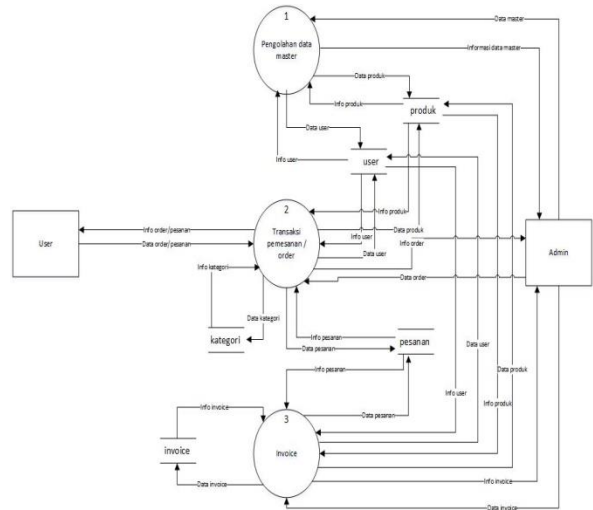 1
Pengolahan data
master
Data master
Informasi data master
Data produk
Info produk
produk
Data user
Info user
user
2
Transaksi
pemesanan /
order
Info produk
Data produk
Info user
Info order
Data user
Data order
User
Info order/pesanan
Data order/pesanan
Admin
Info kategori
Data kategori
kategori
Info pesanan
Data pesanan
pesanan
Info pesanan
Data pesanan
Data user
Data produk
Info user
Info produk
3
Invoice
Info invoice
invoice
Data invoice
Info invoice
Data invoice